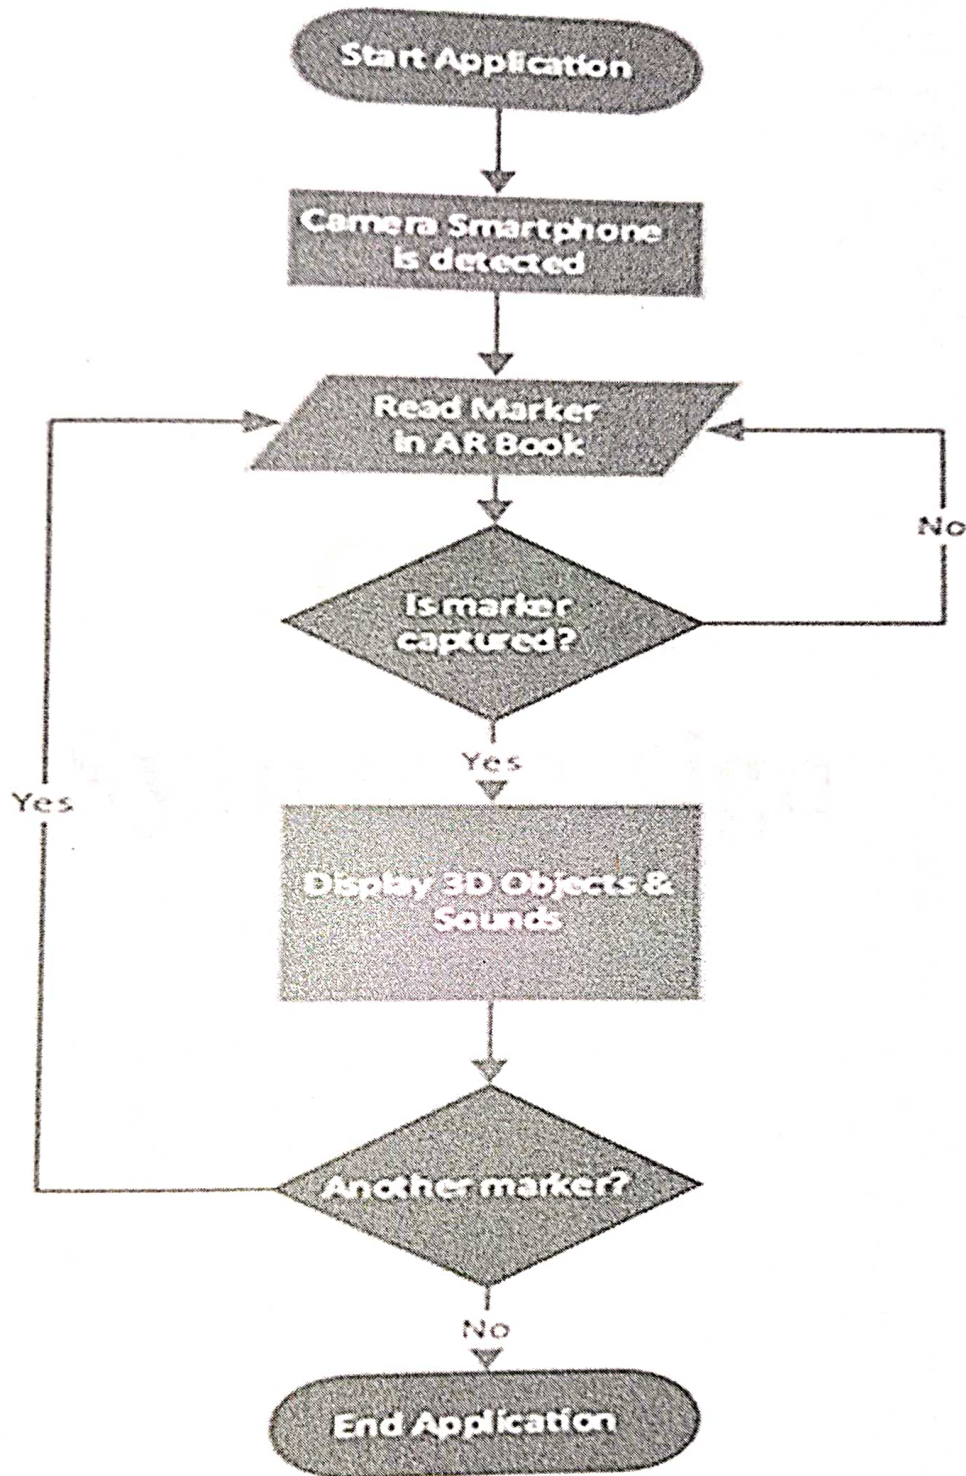 Start Application
Camera Smartphone
is detected
Read Marker
in AR Book
No
Is marker
captured?
Yes
Yes
Display 3D Objects &
Sounds
Another marker?
No
End Application